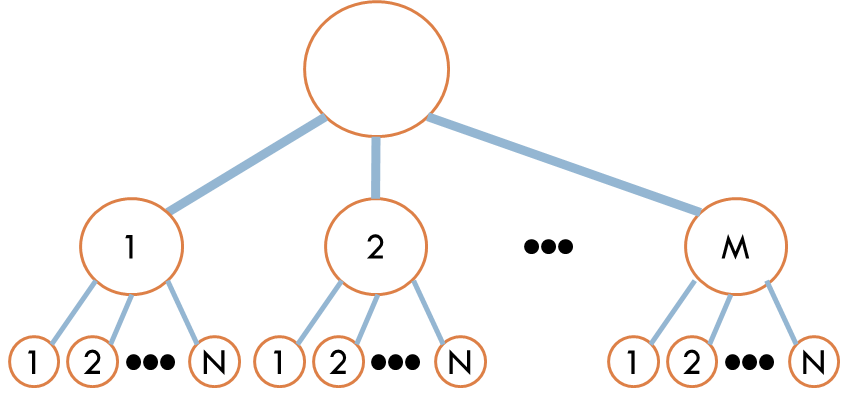 1 2 ••• M
1 2 ••• N 1 2 ••• N 1 2 ••• N